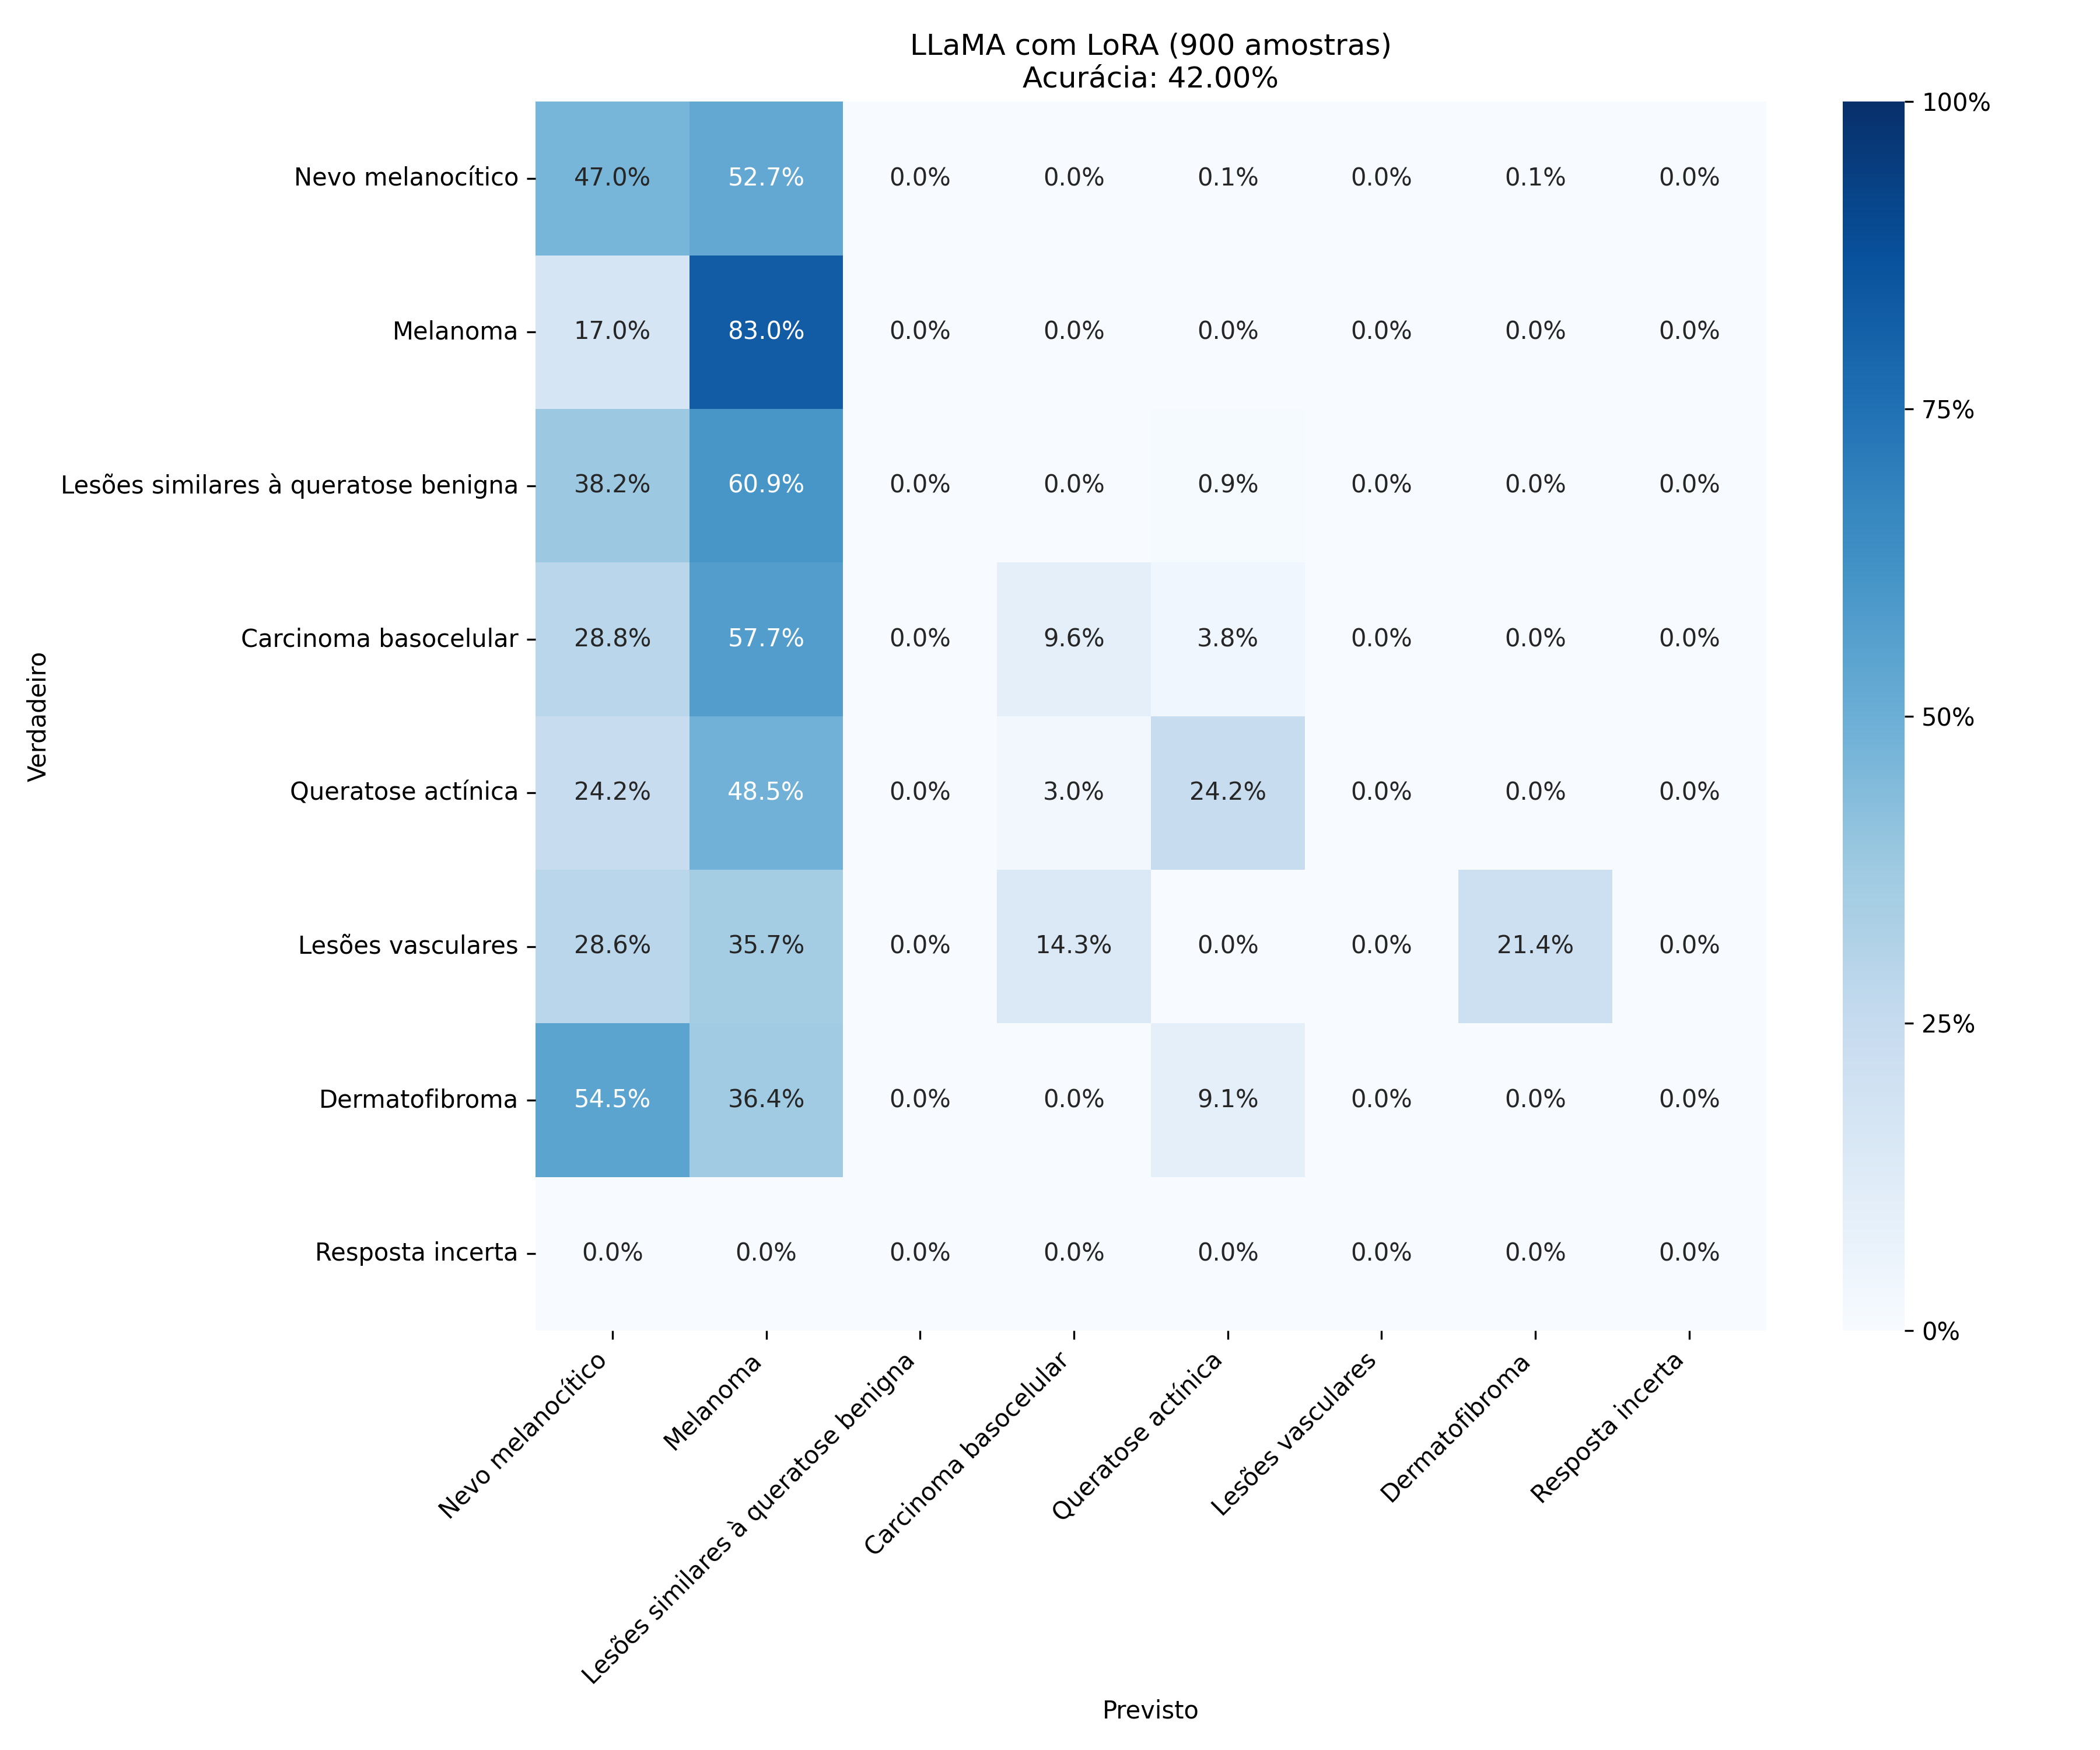 LLaMA com LoRA (900 amostras)
Acurácia: 42.00%
100%
Nevo melanocítico 47.0% 52.7% 0.0% 0.0% 0.1% 0.0% 0.1% 0.0%
Melanoma 17.0% 83.0% 0.0% 0.0% 0.0% 0.0% 0.0% 0.0%
75%
Lesões similares à queratose benigna 38.2% 60.9% 0.0% 0.0% 0.9% 0.0% 0.0% 0.0%
Carcinoma basocelular 28.8% 57.7% 0.0% 9.6% 3.8% 0.0% 0.0% 0.0%
Verdadeiro
50%
Queratose actínica 24.2% 48.5% 0.0% 3.0% 24.2% 0.0% 0.0% 0.0%
Lesões vasculares 28.6% 35.7% 0.0% 14.3% 0.0% 0.0% 21.4% 0.0%
25%
Dermatofibroma 54.5% 36.4% 0.0% 0.0% 9.1% 0.0% 0.0% 0.0%
Resposta incerta 0.0% 0.0% 0.0% 0.0% 0.0% 0.0% 0.0% 0.0%
0%
Nevo melanocítico
Melanoma
Lesões similares à queratose benigna
Carcinoma basocelular
Queratose actínica
Lesões vasculares
Dermatofibroma
Resposta incerta
Previsto